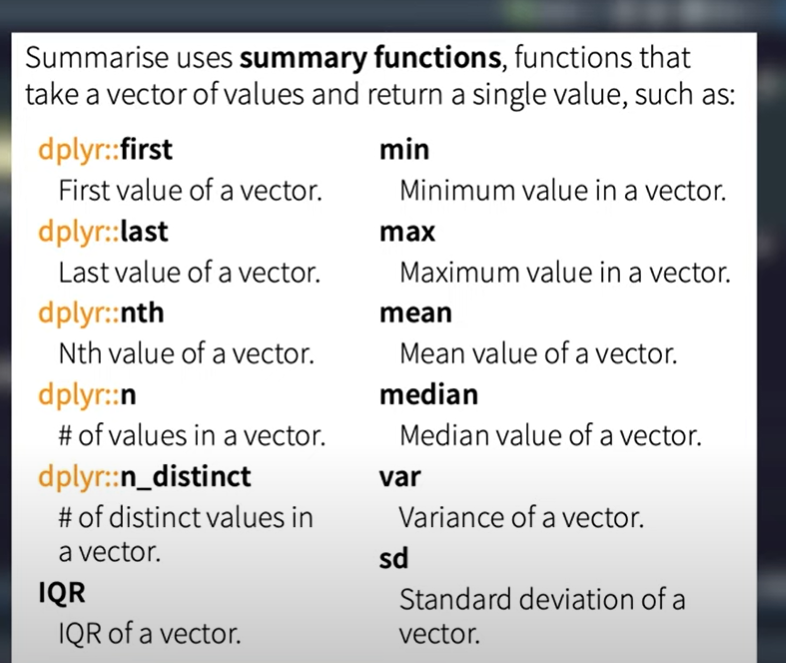 Summarise uses summary functions, functions that
take a vector of values and return a single value, such as:
dplyr::first
First value of a vector.
dplyr::last
Last value of a vector.
dplyr::nth
Nth value of a vector.
dplyr::n
# of values in a vector.
dplyr::n_distinct
# of distinct values in
a vector.
IQR
IQR of a vector.
min
Minimum value in a vector.
max
Maximum value in a vector.
mean
Mean value of a vector.
median
Median value of a vector.
var
Variance of a vector.
sd
Standard deviation of a
vector.